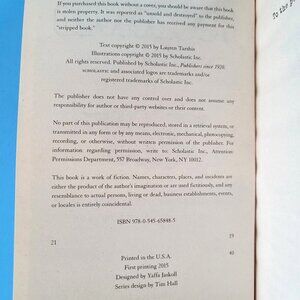 If you purchased this book without a cover, you should be aware that this book
is stolen property. It was reported as "unsold and destroyed" to the publisher,
and neither the author nor the publisher has received any payment for this
"stripped book."
Text copyright © 2015 by Lauren Tarshis
Illustrations copyright © 2015 by Scholastic Inc.
All rights reserved. Published by Scholastic Inc., Publishers since 1920.
SCHOLASTIC and associated logos are trademarks and/or
registered trademarks of Scholastic Inc.
The publisher does not have any control over and does not assume any
responsibility for author or third-party websites or their content.
No part of this publication may be reproduced, stored in a retrieval system, or
transmitted in any form or by any means, electronic, mechanical, photocopying,
recording, or otherwise, without written permission of the publisher. For
information regarding permission, write to Scholastic Inc., Attention:
Permissions Department, 557 Broadway, New York, NY 10012.
This book is a work of fiction. Names, characters, places, and incidents are
either the product of the author's imagination or are used fictitiously, and any
resemblance to actual persons, living or dead, business establishments, events,
or locales is entirely coincidental.
ISBN 978-0-545-65848-5
21 19
40
Printed in the U.S.A.
First printing 2015
Designed by Yaffa Jaskoll
Series design by Tim Hall
to the